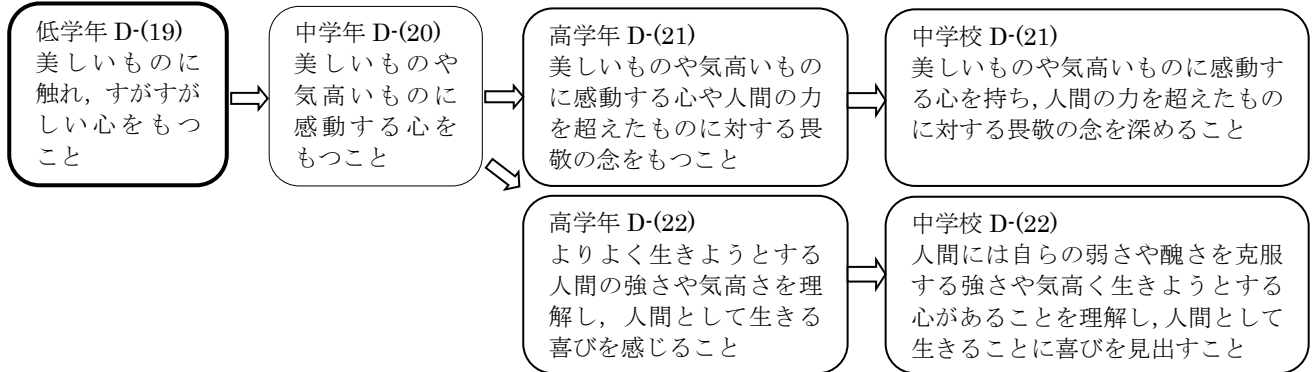 低学年 D-(19)
美しいものに
触れ，すがすが
しい心をもつ
こと
中学年 D-(20)
美しいものや
気高いものに
感動する心を
もつこと
高学年 D-(21)
美しいものや気高いもの
に感動する心や人間の力
を超えたものに対する畏
敬の念をもつこと
中学校 D-(21)
美しいものや気高いものに感動す
る心を持ち，人間の力を超えたもの
に対する畏敬の念を深めること
高学年 D-(22)
よりよく生きようとする
人間の強さや気高さを理
解し，人間として生きる
喜びを感じること
中学校 D-(22)
人間には自らの弱さや醜さを克服
する強さや気高く生きようとする
心があることを理解し，人間として
生きることに喜びを見出すこと